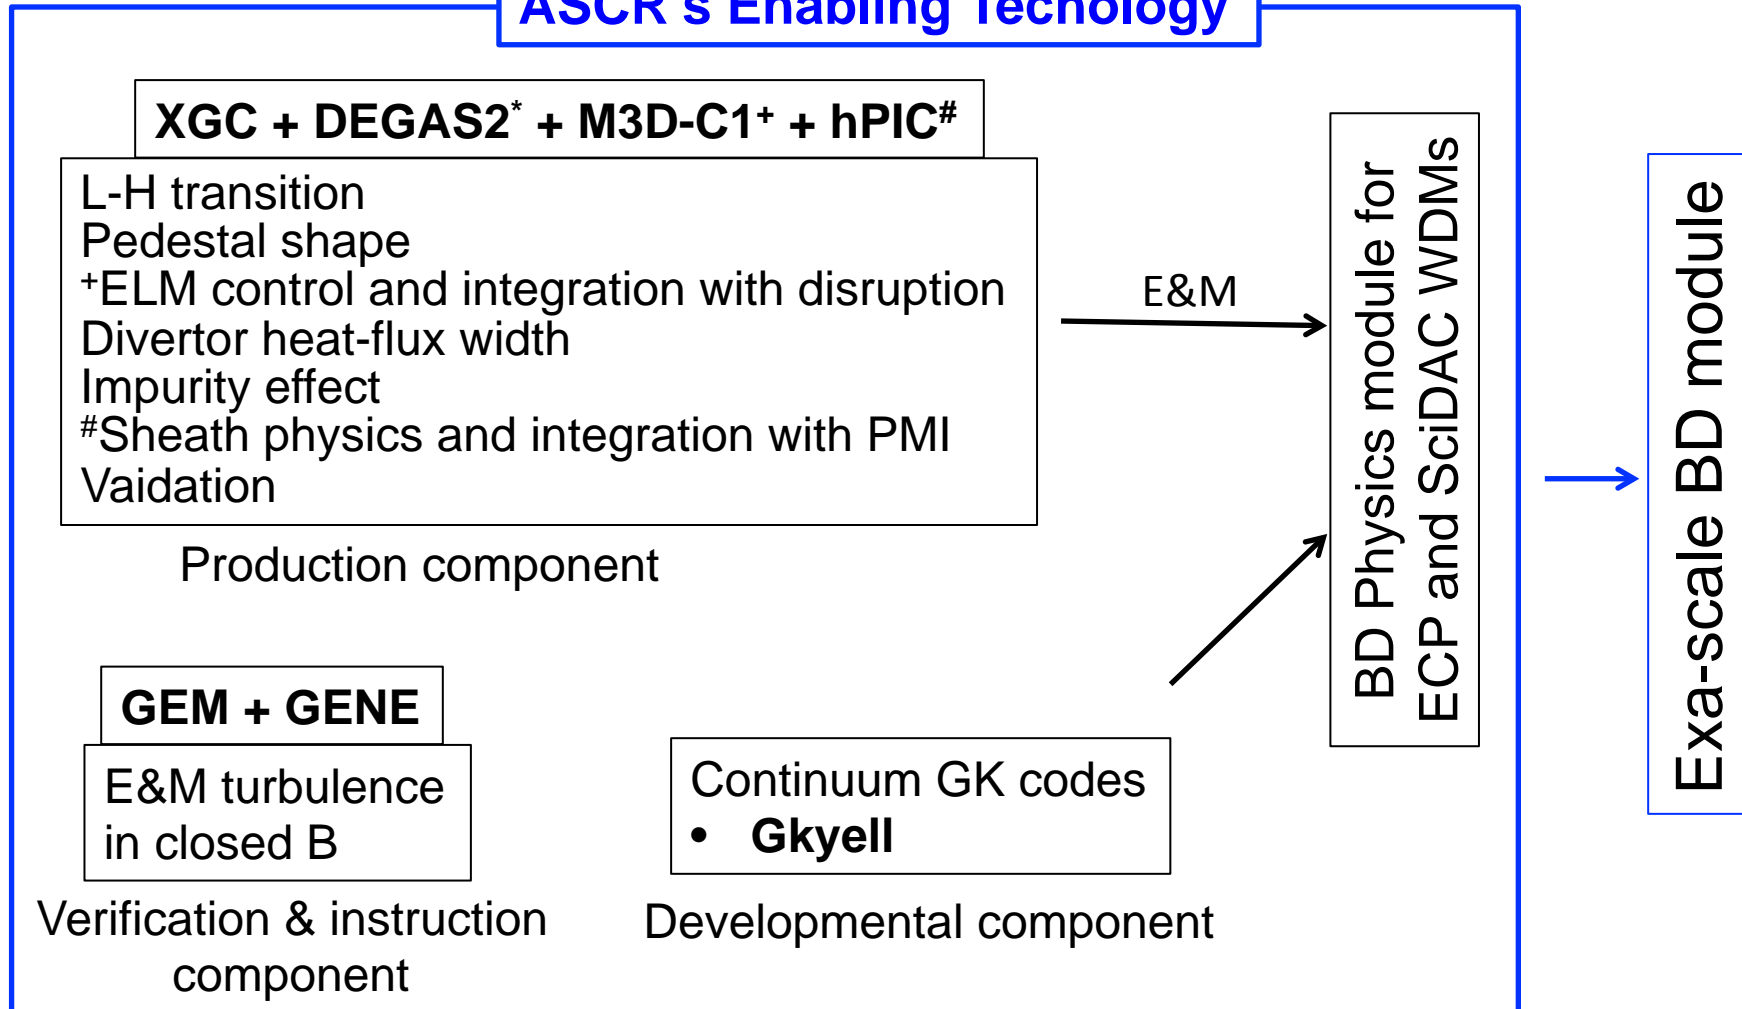 ASCR's Enabling Tecnology
XGC + DEGAS2* + M3D-C1+ + hPIC#
L-H transition
Pedestal shape
+ELM control and integration with disruption
Divertor heat-flux width
Impurity effect
#Sheath physics and integration with PMI
Vaidation
Production component
E&M
BD Physics module for
ECP and SciDAC WDMs
Exa-scale BD module
GEM + GENE
E&M turbulence
in closed B
Verification & instruction
component
Continuum GK codes
• Gkyell
Developmental component